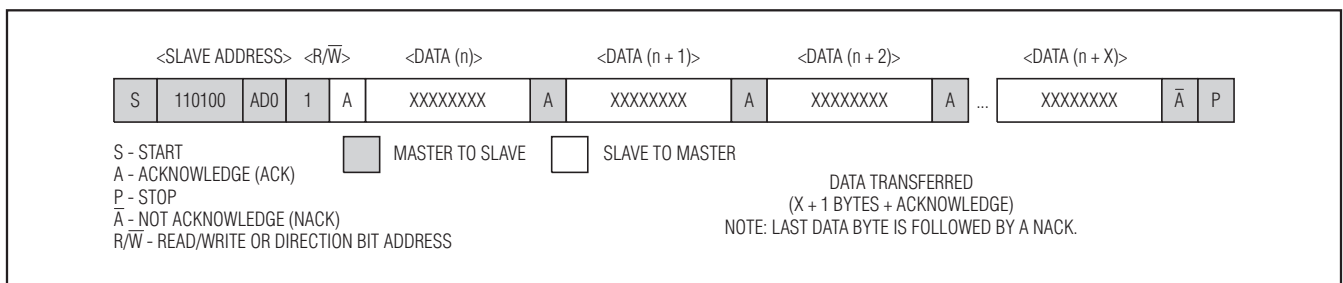 <SLAVE ADDRESS> <R/W̅> <DATA (n)> <DATA (n + 1)> <DATA (n + 2)> <DATA (n + X)>
S 110100 AD0 1 A XXXXXXXX A XXXXXXXX A XXXXXXXX A ... XXXXXXXX A̅ P
S - START
A - ACKNOWLEDGE (ACK)
P - STOP
A̅ - NOT ACKNOWLEDGE (NACK)
R/W̅ - READ/WRITE OR DIRECTION BIT ADDRESS
MASTER TO SLAVE SLAVE TO MASTER
DATA TRANSFERRED
(X + 1 BYTES + ACKNOWLEDGE)
NOTE: LAST DATA BYTE IS FOLLOWED BY A NACK.